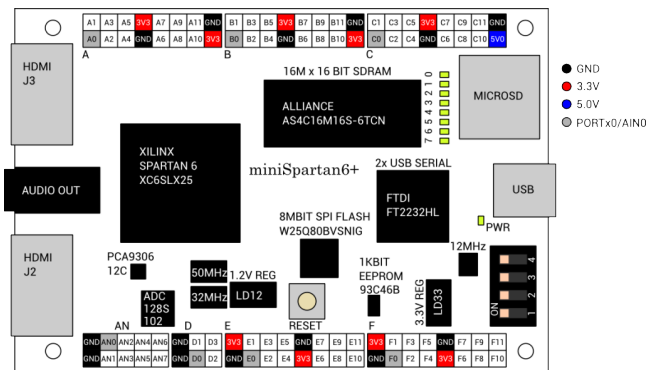 A1 A3 A5 3V3 A7 A9 A11 GND
A0 A2 A4 GND A6 A8 A10 3V3
A
B1 B3 B5 3V3 B7 B9 B11 GND
B0 B2 B4 GND B6 B8 B10 3V3
B
C1 C3 C5 3V3 C7 C9 C11 GND
C0 C2 C4 GND C6 C8 C10 5V0
C
GND
3.3V
5.0V
PORTx0/AIN0
HDMI
J3
16M x 16 BIT SDRAM
ALLIANCE
AS4C16M16S-6TCN
7 6 5 4 3 2 1 0
MICROSD
XILINX
SPARTAN 6
XC6SLX25
miniSpartan6+
2x USB SERIAL
FTDI
FT2232HL
AUDIO OUT
USB
PWR
8MBIT SPI FLASH
W25Q80BVSNIG
HDMI
J2
PCA9306
12C
50MHz
32MHz
1.2V REG
LD12
ADC
128S
102
RESET
1KBIT
EEPROM
93C46B
3.3V REG
LD33
12MHz
ON
1 2 3 4
AN
GND AN0 AN2 AN4 AN6
GND AN1 AN3 AN5 AN7
D
GND D1 D3
GND D0 D2
E
3V3 E1 E3 E5 GND E7 E9 E11
GND E0 E2 E4 3V3 E6 E8 E10
F
3V3 F1 F3 F5 GND F7 F9 F11
GND F0 F2 F4 3V3 F6 F8 F10